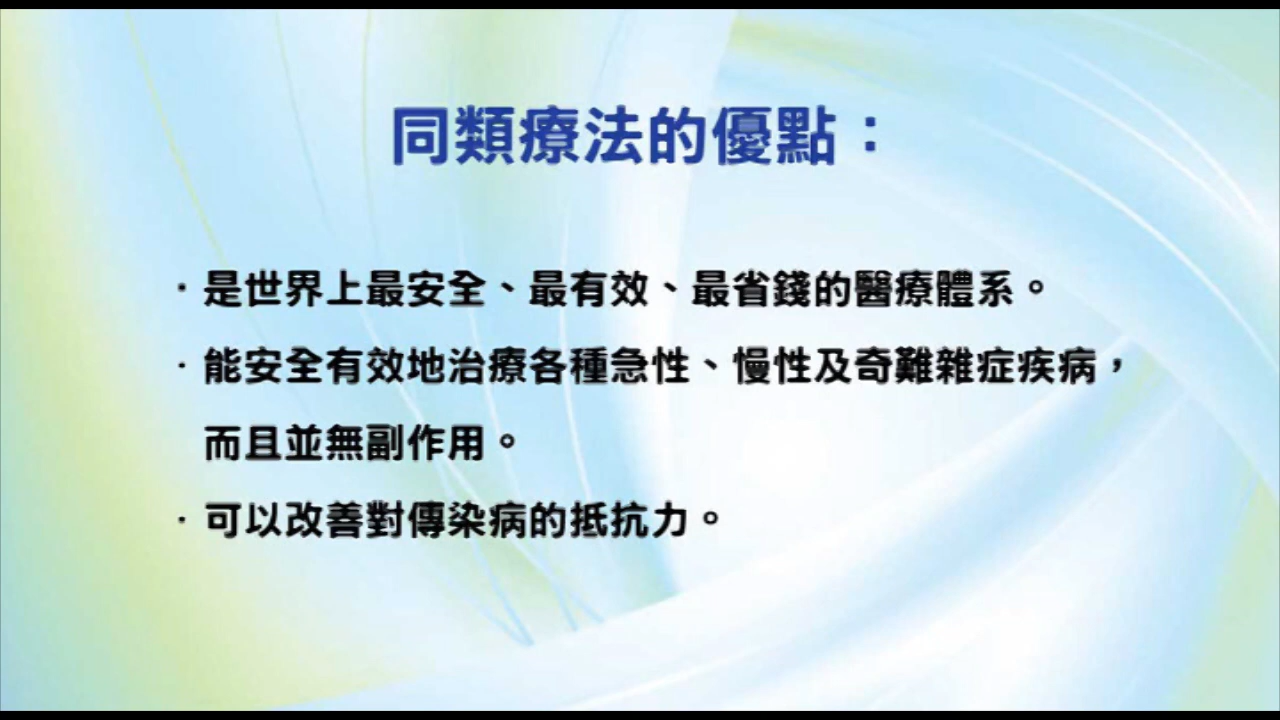 同類療法的優點：
·是世界上最安全、最有效、最省錢的醫療體系。
·能安全有效地治療各種急性、慢性及奇難雜症疾病，
而且並無副作用。
·可以改善對傳染病的抵抗力。